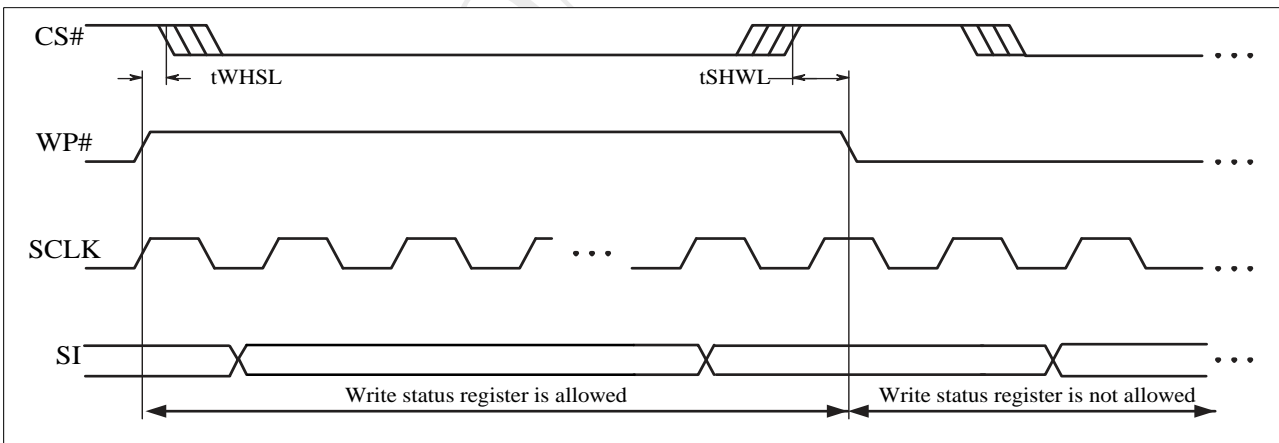 CS#
tWHSL
tSHWL
WP#
SCLK
SI
Write status register is allowed
Write status register is not allowed